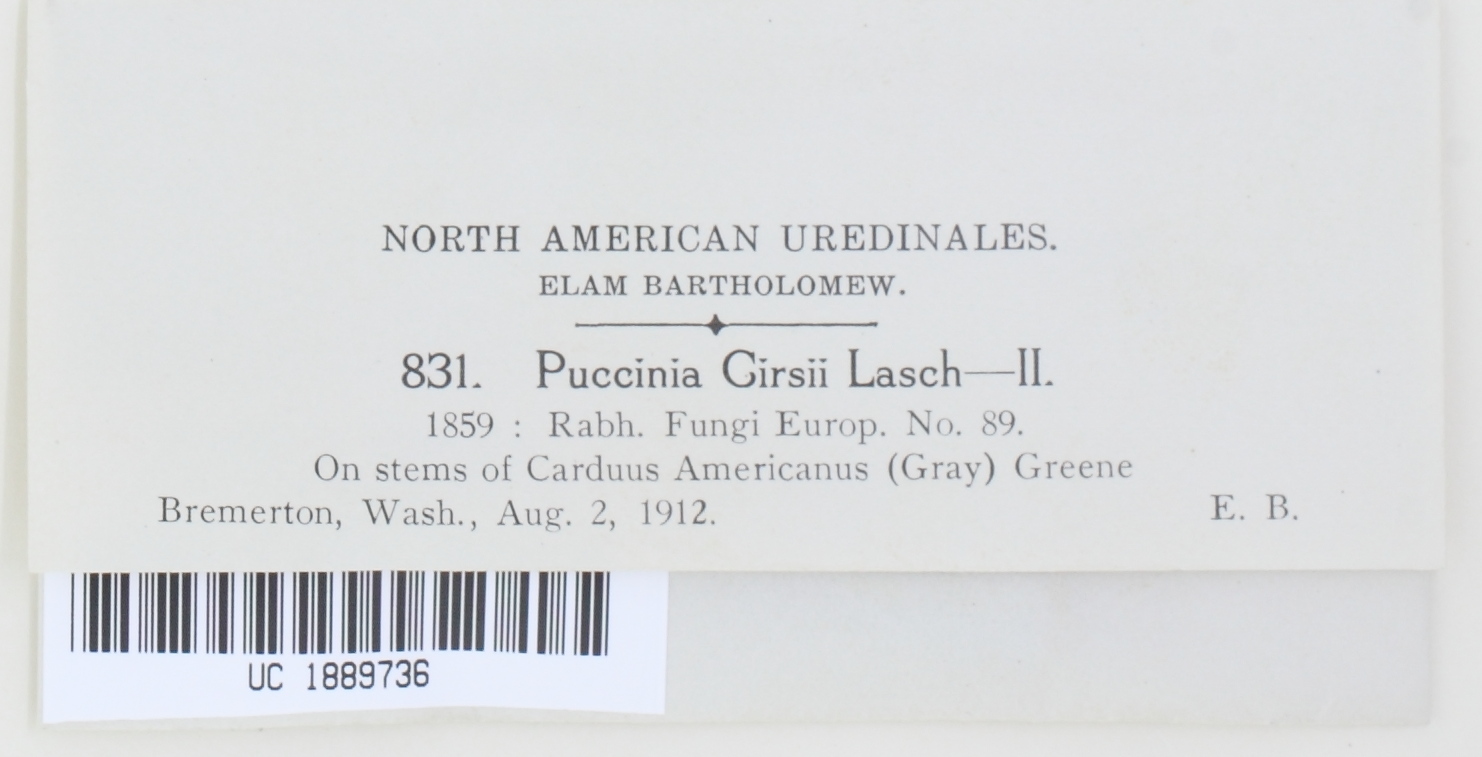 NORTH AMERICAN UREDINALES.
ELAM BARTHOLOMEW.
831. Puccinia Cirsii Lasch—II.
1859 : Rabh. Fungi Europ. No. 89.
On stems of Carduus Americanus (Gray) Greene
Bremerton, Wash., Aug. 2, 1912. E. B.
UC 1889736